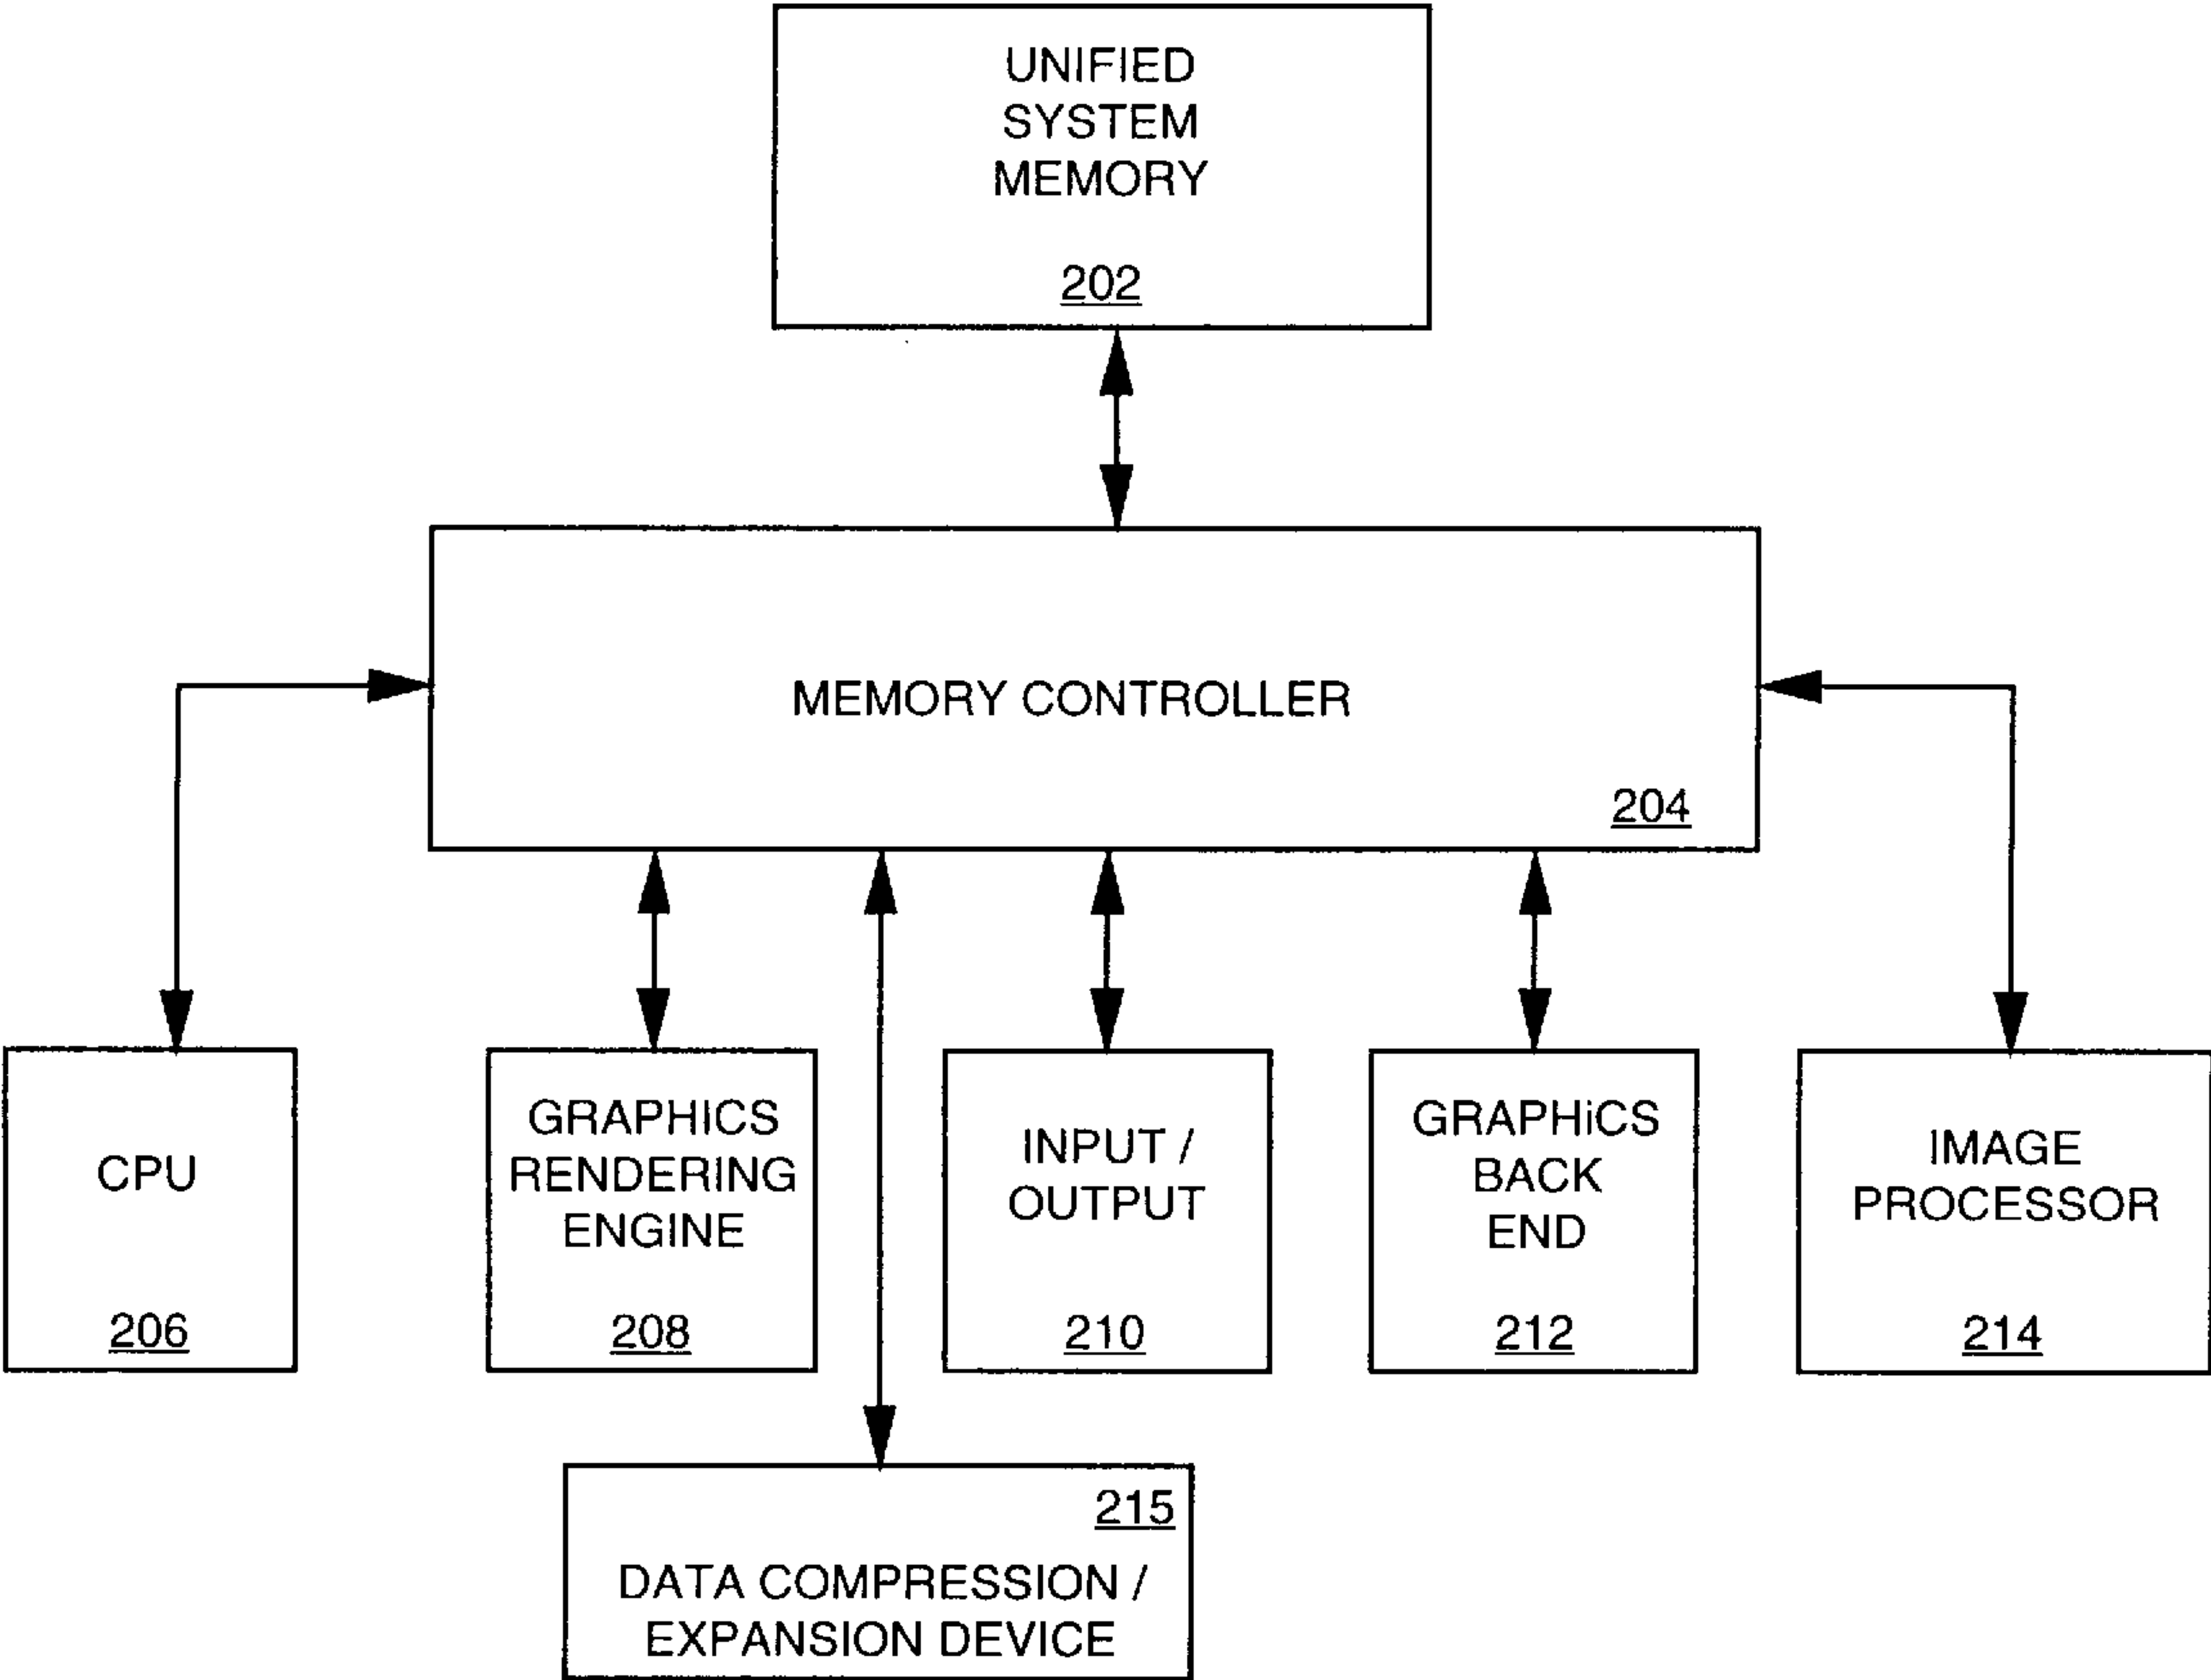 UNIFIED
SYSTEM
MEMORY
202
MEMORY CONTROLLER
204
CPU
206
GRAPHICS
RENDERING
ENGINE
208
INPUT /
OUTPUT
210
GRAPHiCS
BACK
END
212
IMAGE
PROCESSOR
214
215
DATA COMPRESSION /
EXPANSION DEVICE